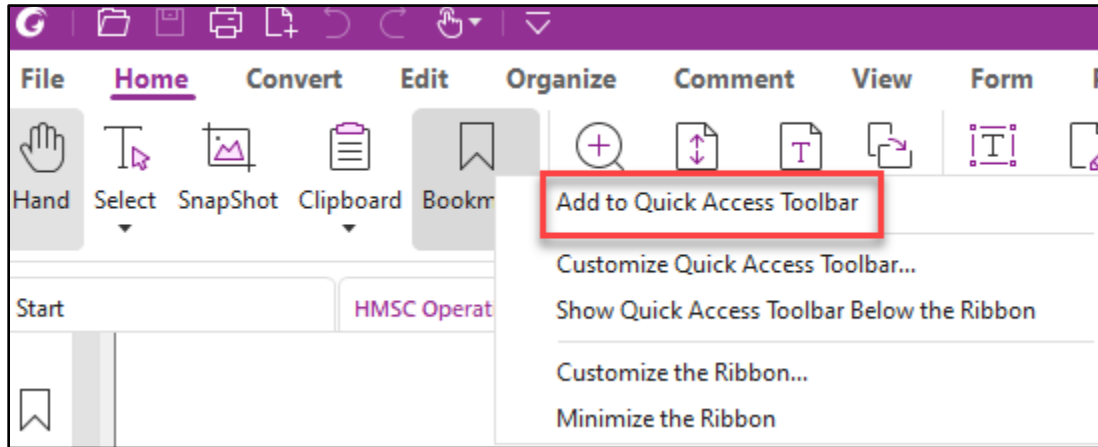 File Home Convert Edit Organize Comment View Form
Hand Select SnapShot Clipboard Bookm
Add to Quick Access Toolbar
Customize Quick Access Toolbar...
Start HMSC Operat
Show Quick Access Toolbar Below the Ribbon
Customize the Ribbon...
Minimize the Ribbon